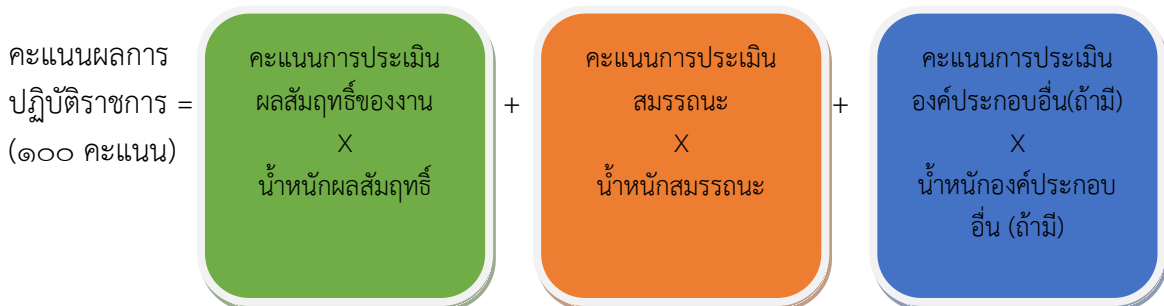 คะแนนผลการ
ปฏิบัติราชการ =
(๑๐๐ คะแนน)
คะแนนการประเมิน
ผลสัมฤทธิ์ของงาน
X
น้ำหนักผลสัมฤทธิ์
+
คะแนนการประเมิน
สมรรถนะ
X
น้ำหนักสมรรถนะ
+
คะแนนการประเมิน
องค์ประกอบอื่น(ถ้ามี)
X
น้ำหนักองค์ประกอบ
อื่น (ถ้ามี)